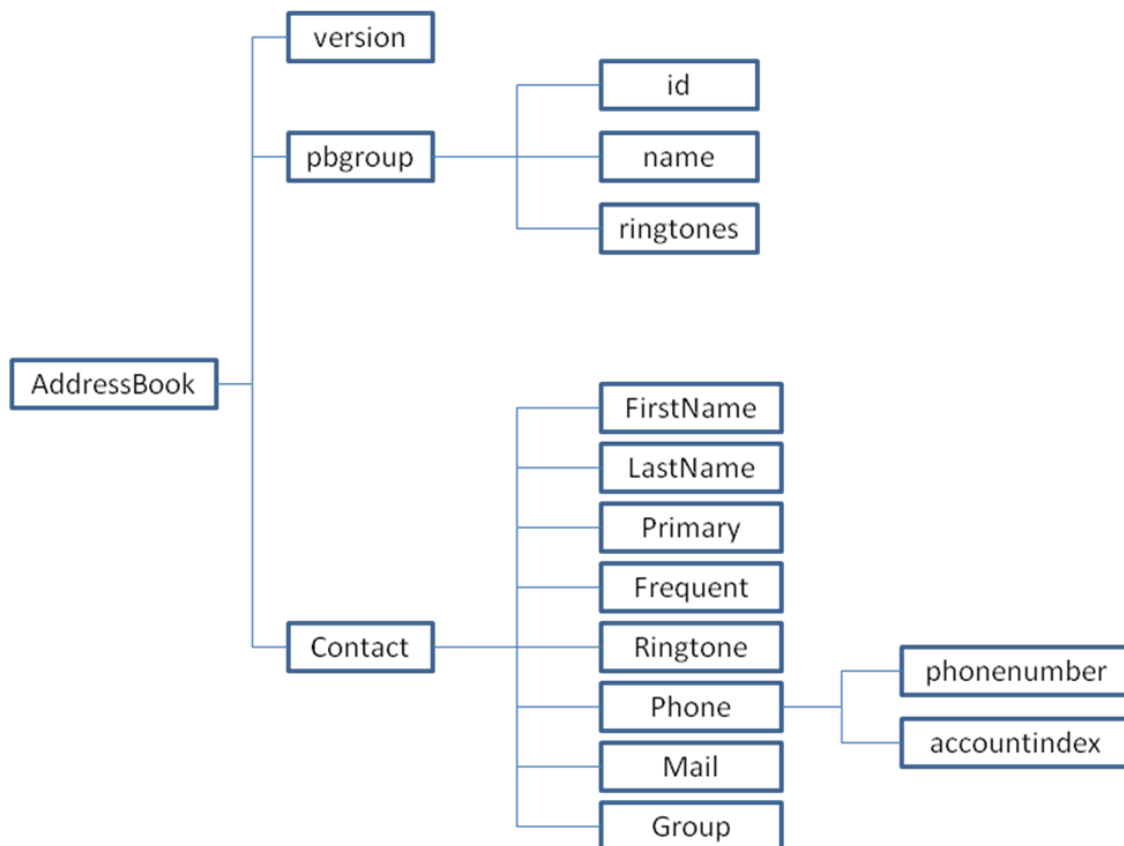 version
pbgroup
id
name
ringtones
AddressBook
Contact
FirstName
LastName
Primary
Frequent
Ringtone
Phone
phonenumber
accountindex
Mail
Group